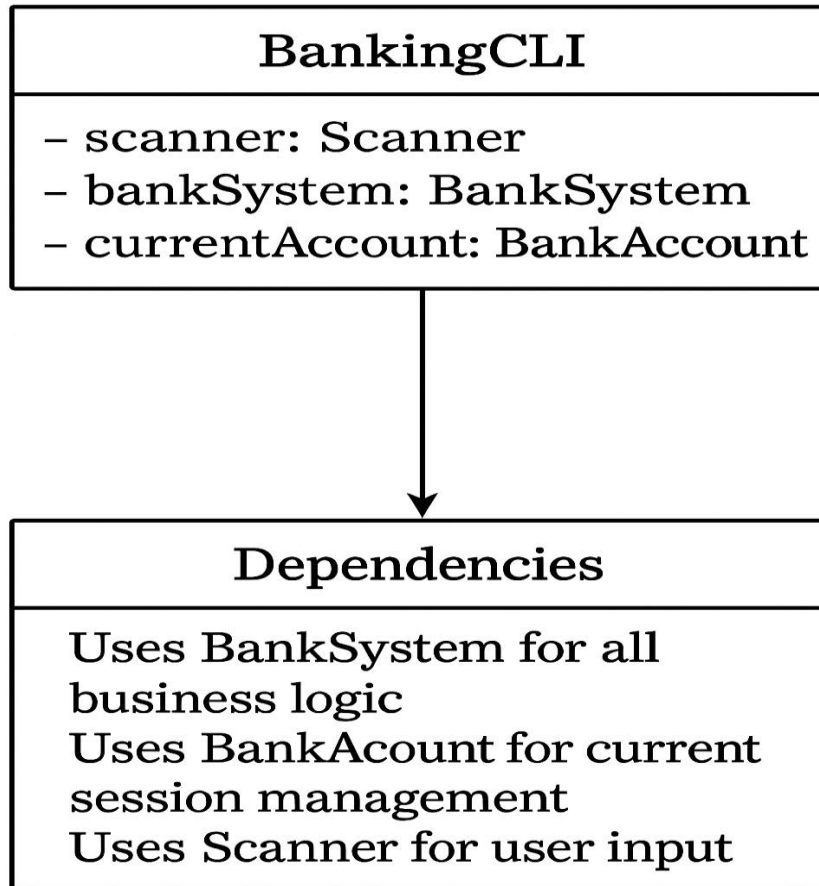 BankingCLI
– scanner: Scanner
– bankSystem: BankSystem
– currentAccount: BankAccount
Dependencies
Uses BankSystem for all
business logic
Uses BankAcount for current
session management
Uses Scanner for user input